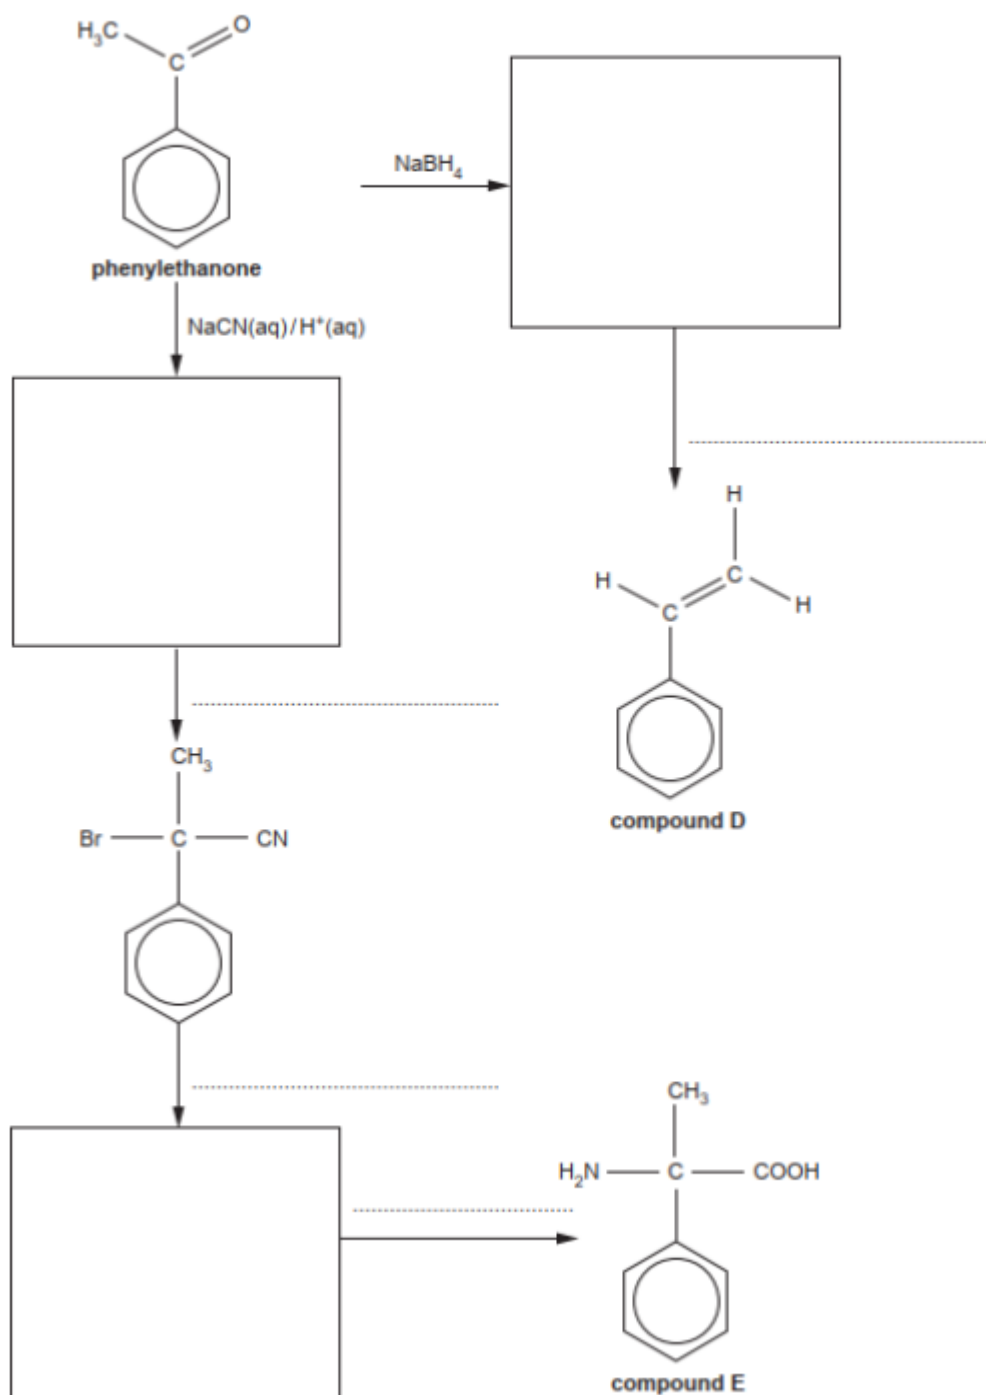 H₃C O
C
NaBH₄
phenylethanone
NaCN(aq)/H⁺(aq)
H
H C
C H
CH₃
Br C CN
compound D
CH₃
H₂N C COOH
compound E